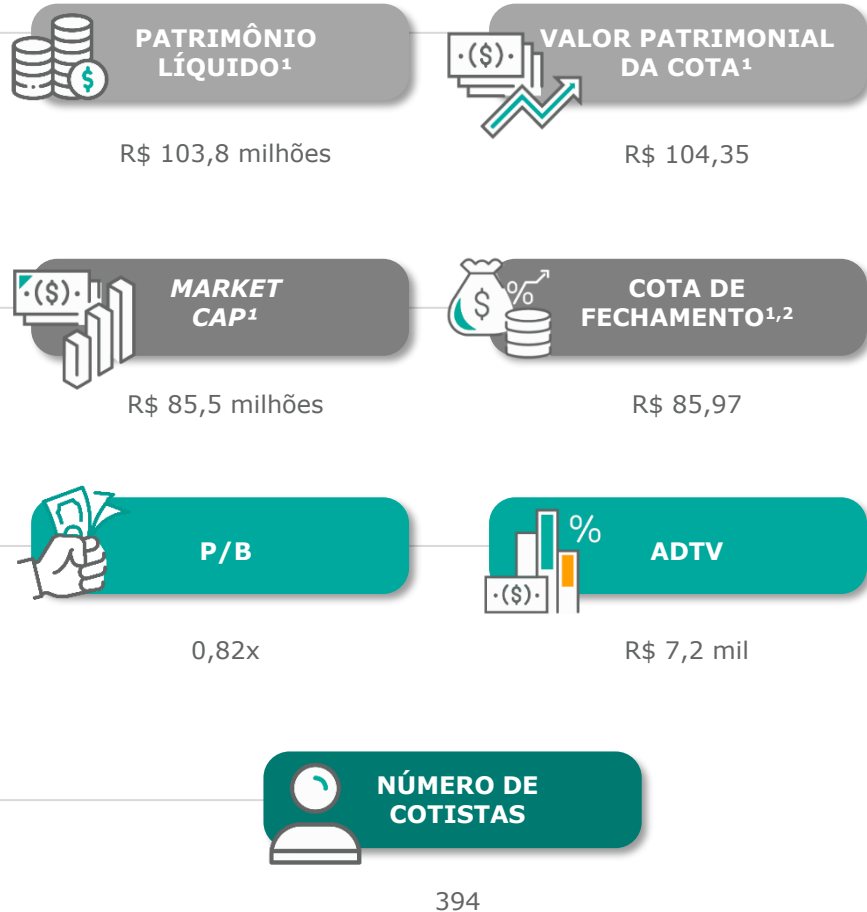 PATRIMÔNIO
LÍQUIDO¹
R$ 103,8 milhões
($)
VALOR PATRIMONIAL
DA COTA¹
R$ 104,35
($)
MARKET
CAP¹
R$ 85,5 milhões
$
%
COTA DE
FECHAMENTO¹,²
R$ 85,97
P/B
0,82x
%
($)
ADTV
R$ 7,2 mil
NÚMERO DE
COTISTAS
394